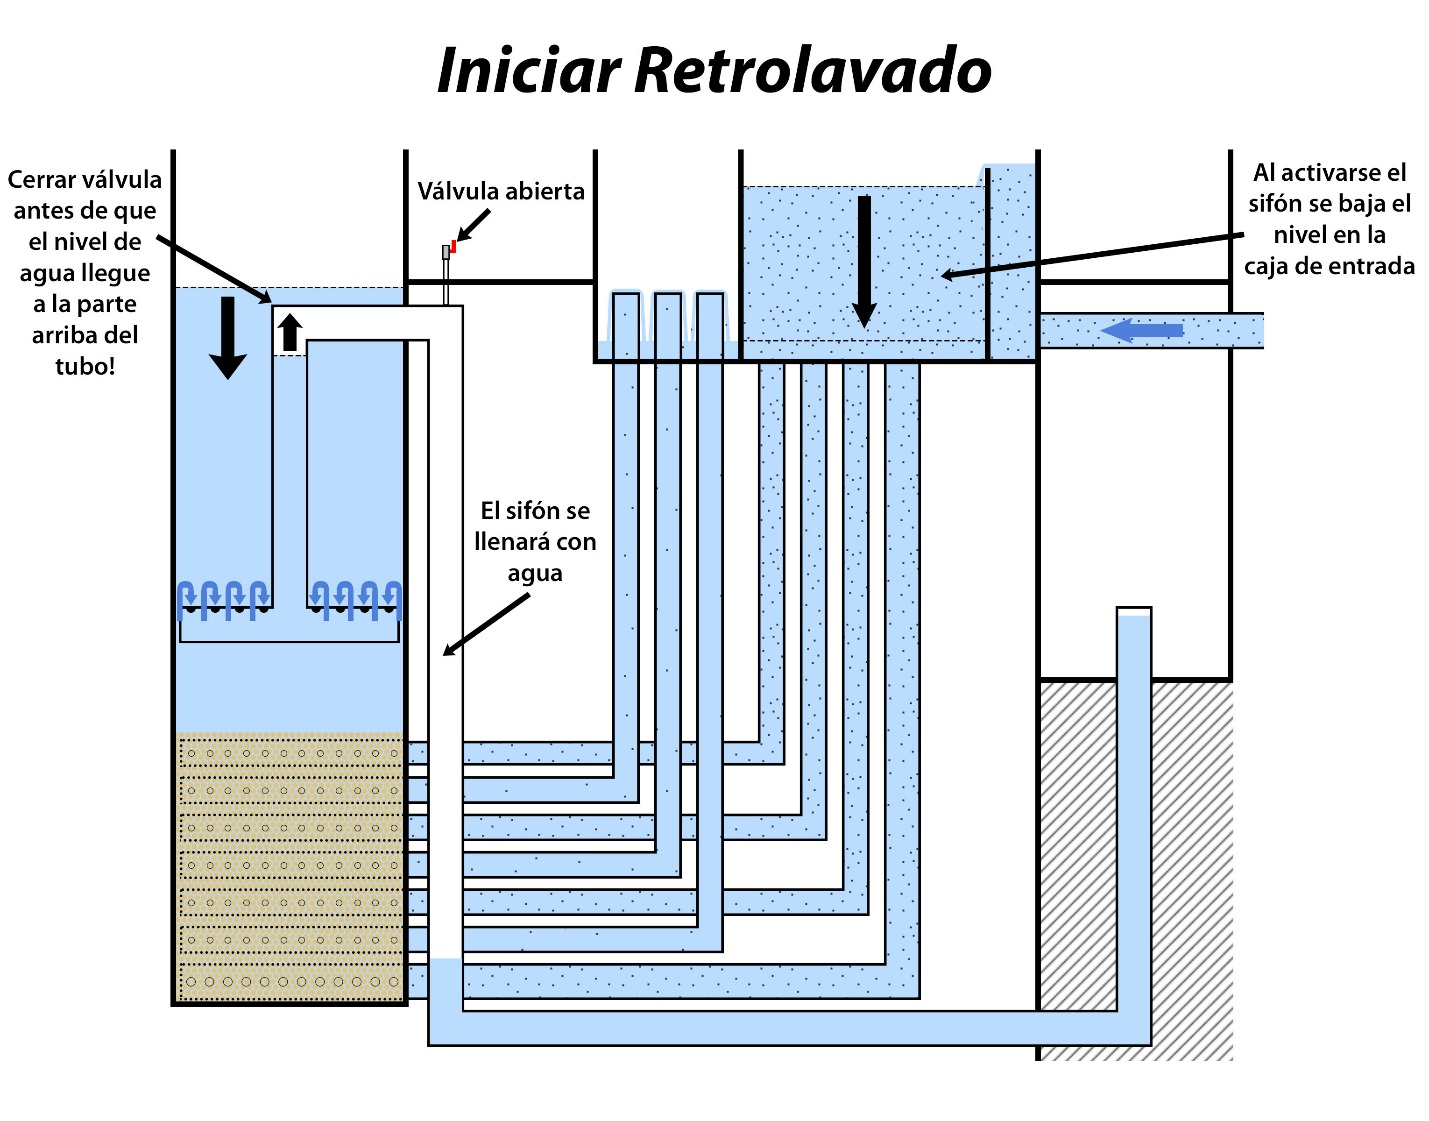 Iniciar Retrolavado
Cerrar válvula
antes de que
el nivel de
agua llegue
a la parte
arriba del
tubo!
Válvula abierta
Al activarse el
sifón se baja el
nivel en la
caja de entrada
El sifón se
llenará con
agua